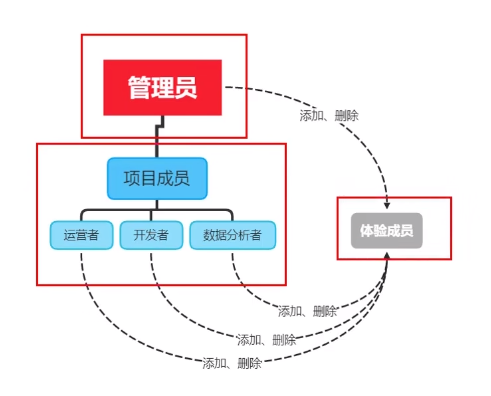 管理员
添加、删除
项目成员
运营者
开发者
数据分析者
体验成员
添加、删除
添加、删除
添加、删除